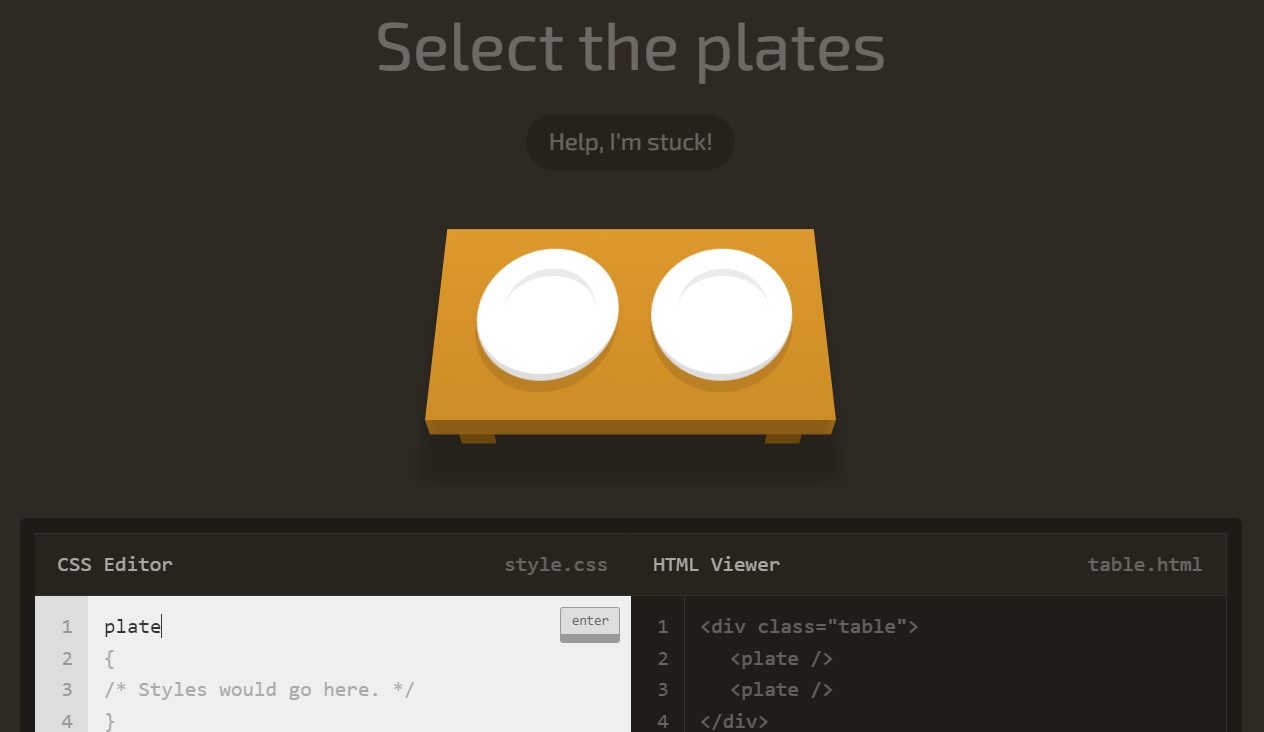 Select the plates
Help, I'm stuck!
CSS Editor style.css
1 plate enter
2 {
3 /* Styles would go here. */
4 }
HTML Viewer table.html
1 <div class="table">
2 <plate />
3 <plate />
4 </div>